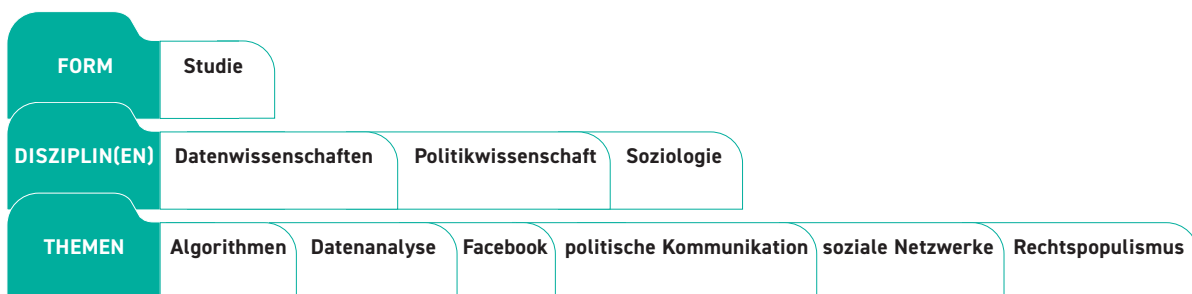 FORM Studie
DISZIPLIN(EN) Datenwissenschaften Politikwissenschaft Soziologie
THEMEN Algorithmen Datenanalyse Facebook politische Kommunikation soziale Netzwerke Rechtspopulismus